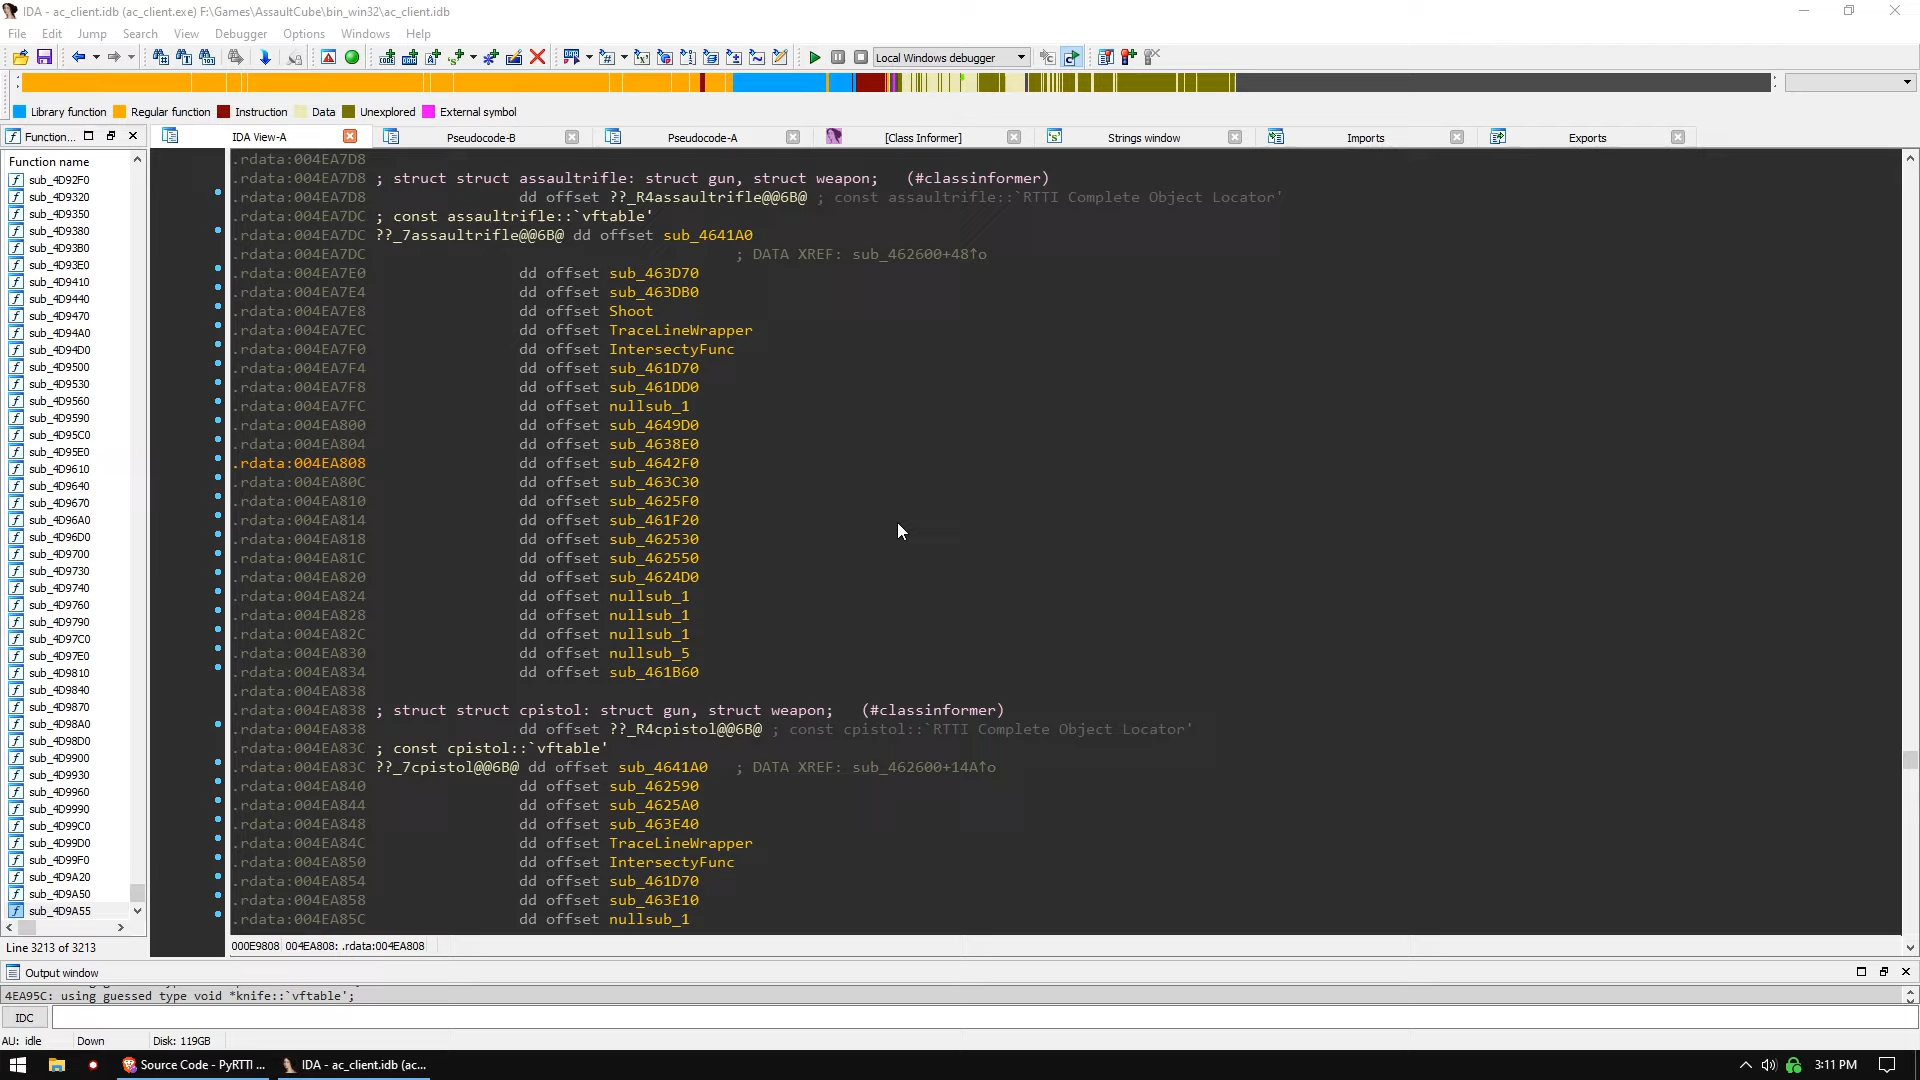 IDA - ac_client.idb (ac_client.exe) F:\Games\AssaultCube\bin_win32\ac_client.idb
File Edit Jump Search View Debugger Options Windows Help
Local Windows debugger
Library function Regular function Instruction Data Unexplored External symbol
Function... IDA View-A Pseudocode-B Pseudocode-A [Class Informer] Strings window Imports Exports
Function name
sub_4D92F0
sub_4D9320
sub_4D9350
sub_4D9380
sub_4D93B0
sub_4D93E0
sub_4D9410
sub_4D9440
sub_4D9470
sub_4D94A0
sub_4D94D0
sub_4D9500
sub_4D9530
sub_4D9560
sub_4D9590
sub_4D95C0
sub_4D95E0
sub_4D9610
sub_4D9640
sub_4D9670
sub_4D96A0
sub_4D96D0
sub_4D9700
sub_4D9730
sub_4D9740
sub_4D9760
sub_4D9790
sub_4D97C0
sub_4D97E0
sub_4D9810
sub_4D9840
sub_4D9870
sub_4D98A0
sub_4D98D0
sub_4D9900
sub_4D9930
sub_4D9960
sub_4D9990
sub_4D99C0
sub_4D99D0
sub_4D99F0
sub_4D9A20
sub_4D9A50
sub_4D9A55
Line 3213 of 3213
.rdata:004EA7D8
.rdata:004EA7D8 ; struct struct assaultrifle: struct gun, struct weapon; (#classinformer)
.rdata:004EA7D8 dd offset ??_R4assaultrifle@@6B@ ; const assaultrifle::`RTTI Complete Object Locator'
.rdata:004EA7DC ; const assaultrifle::`vftable'
.rdata:004EA7DC ??_7assaultrifle@@6B@ dd offset sub_4641A0
.rdata:004EA7DC ; DATA XREF: sub_462600+48↑o
.rdata:004EA7E0 dd offset sub_463D70
.rdata:004EA7E4 dd offset sub_463DB0
.rdata:004EA7E8 dd offset Shoot
.rdata:004EA7EC dd offset TraceLineWrapper
.rdata:004EA7F0 dd offset IntersectyFunc
.rdata:004EA7F4 dd offset sub_461D70
.rdata:004EA7F8 dd offset sub_461DD0
.rdata:004EA7FC dd offset nullsub_1
.rdata:004EA800 dd offset sub_4649D0
.rdata:004EA804 dd offset sub_4638E0
.rdata:004EA808 dd offset sub_4642F0
.rdata:004EA80C dd offset sub_463C30
.rdata:004EA810 dd offset sub_4625F0
.rdata:004EA814 dd offset sub_461F20
.rdata:004EA818 dd offset sub_462530
.rdata:004EA81C dd offset sub_462550
.rdata:004EA820 dd offset sub_4624D0
.rdata:004EA824 dd offset nullsub_1
.rdata:004EA828 dd offset nullsub_1
.rdata:004EA82C dd offset nullsub_1
.rdata:004EA830 dd offset nullsub_5
.rdata:004EA834 dd offset sub_461B60
.rdata:004EA838
.rdata:004EA838 ; struct struct cpistol: struct gun, struct weapon; (#classinformer)
.rdata:004EA838 dd offset ??_R4cpistol@@6B@ ; const cpistol::`RTTI Complete Object Locator'
.rdata:004EA83C ; const cpistol::`vftable'
.rdata:004EA83C ??_7cpistol@@6B@ dd offset sub_4641A0 ; DATA XREF: sub_462600+14A↑o
.rdata:004EA840 dd offset sub_462590
.rdata:004EA844 dd offset sub_4625A0
.rdata:004EA848 dd offset sub_463E40
.rdata:004EA84C dd offset TraceLineWrapper
.rdata:004EA850 dd offset IntersectyFunc
.rdata:004EA854 dd offset sub_461D70
.rdata:004EA858 dd offset sub_463E10
.rdata:004EA85C dd offset nullsub_1
000E9808 004EA808: .rdata:004EA808
Output window
4EA95C: using guessed type void *knife::`vftable';
IDC
AU: idle Down Disk: 119GB
Source Code - PyRTTI ... IDA - ac_client.idb (ac... 3:11 PM